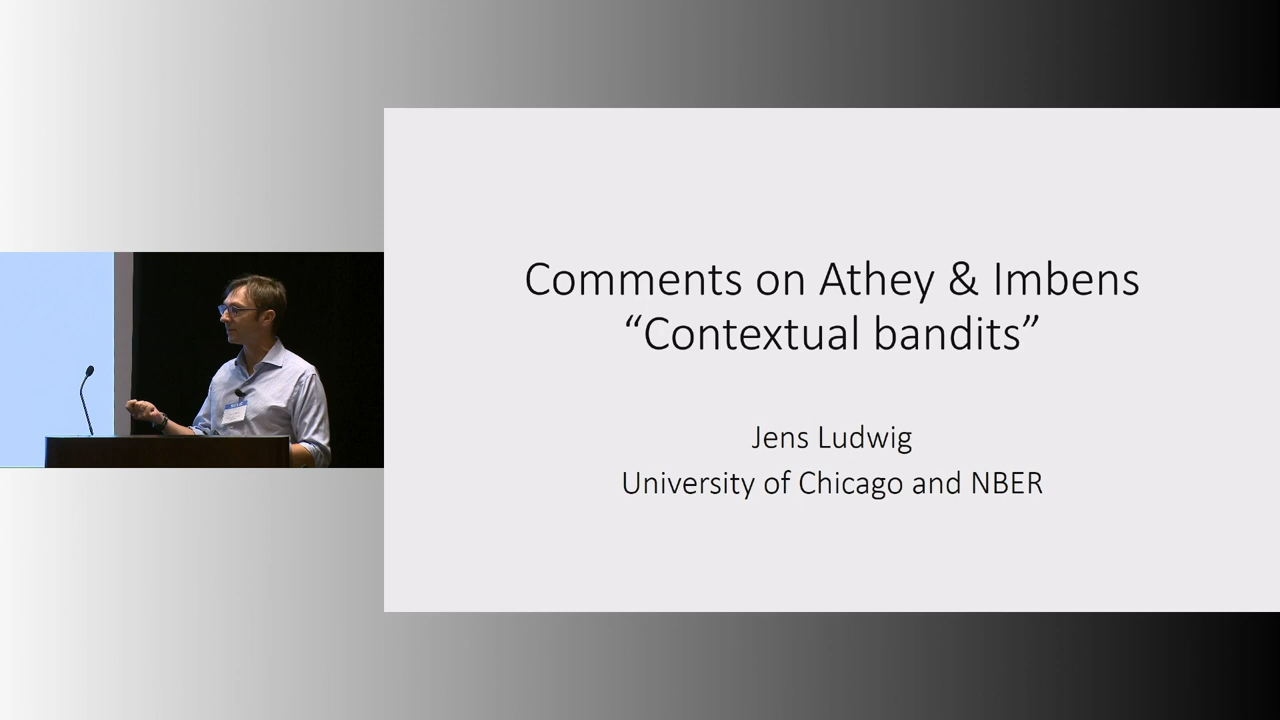 Comments on Athey & Imbens
“Contextual bandits”
Jens Ludwig
University of Chicago and NBER